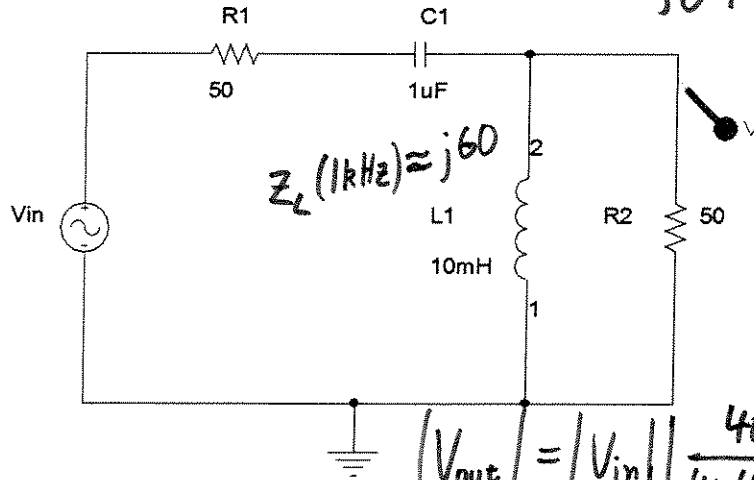 R1
C1
50
1uF
Z_L (1kHz) ≈ j60
2
V
Vin
L1
R2
50
10mH
1
|V_out| = |V_in||